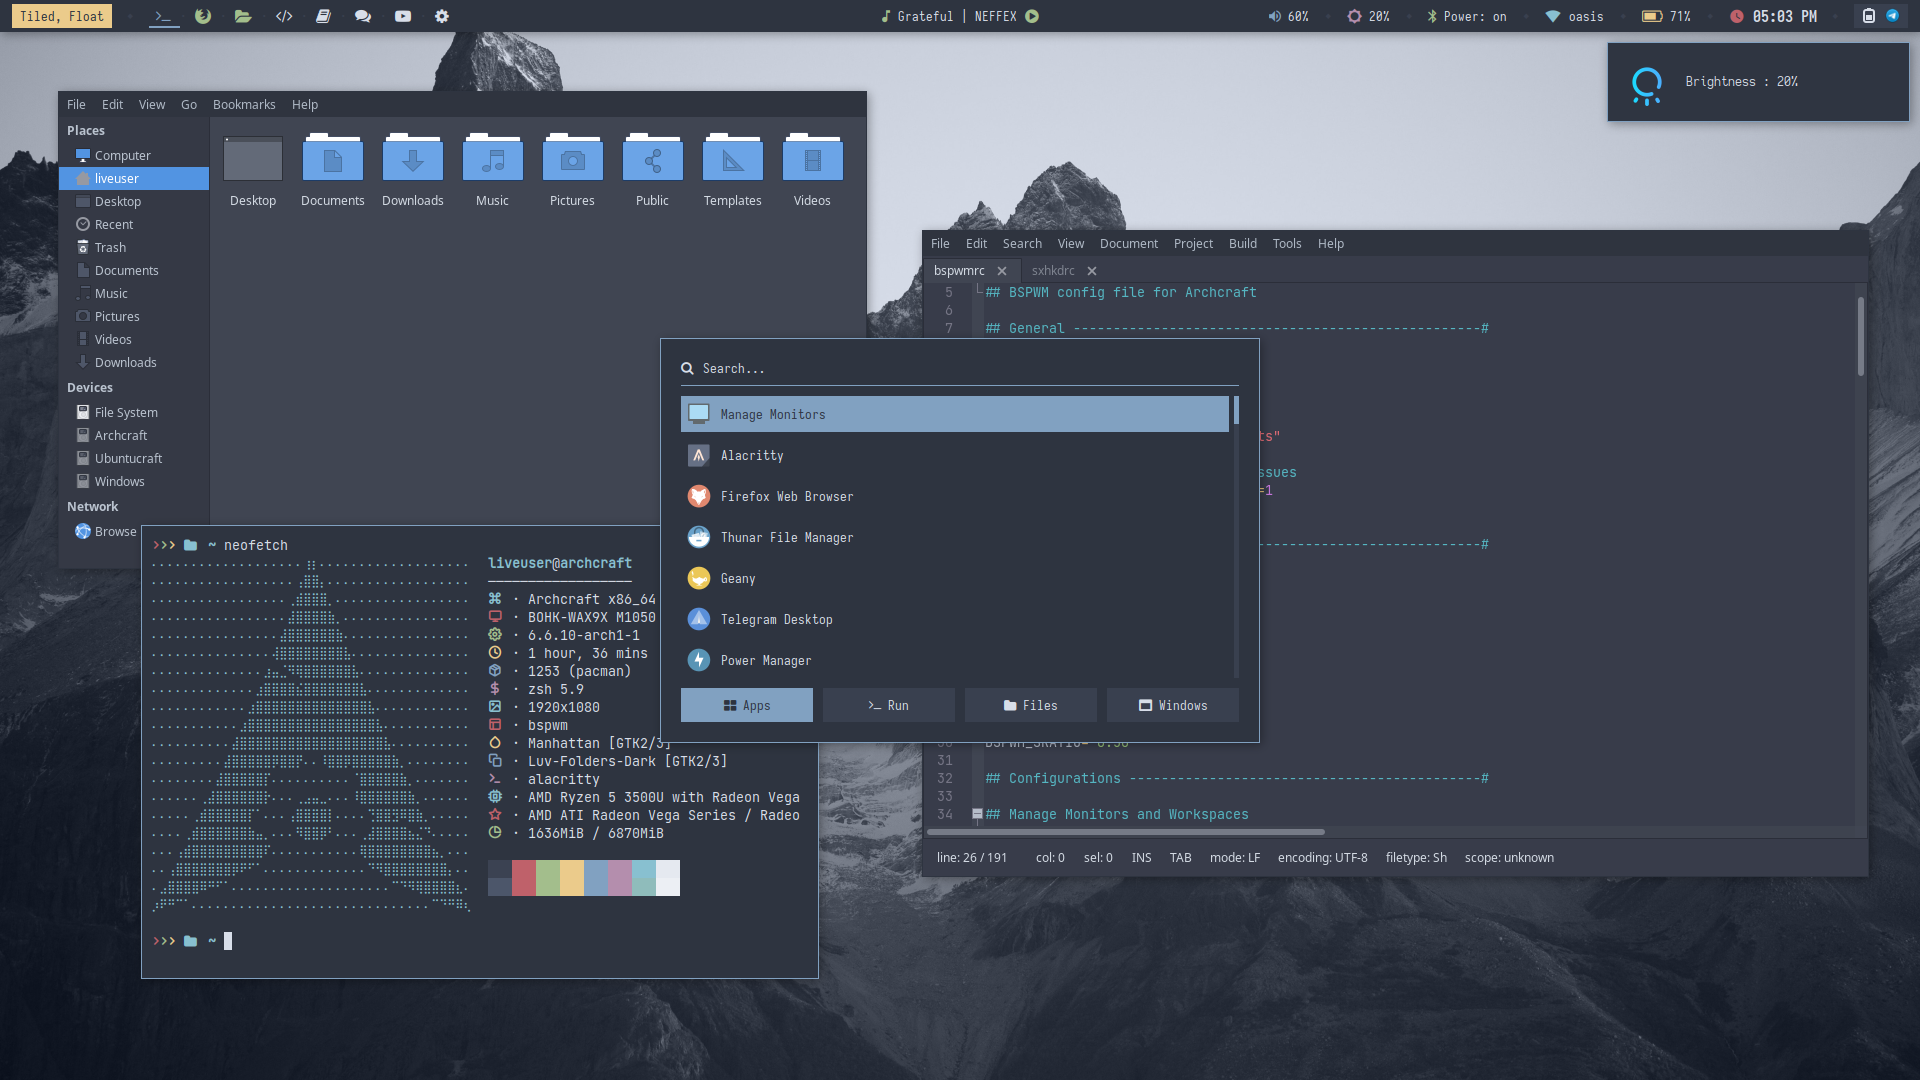 Tiled, Float
Grateful | NEFFEX
60%
20%
Power: on
oasis
71%
05:03 PM
Brightness : 20%
File Edit View Go Bookmarks Help
Places
Computer
liveuser
Desktop
Recent
Trash
Documents
Music
Pictures
Videos
Downloads
Devices
File System
Archcraft
Ubuntucraft
Windows
Network
Browse
Desktop Documents Downloads Music Pictures Public Templates Videos
File Edit Search View Document Project Build Tools Help
bspwmrc sxhkdrc
5 ## BSPWM config file for Archcraft
6
7 ## General ---------------------------------------------------#
ts"
ssues
=1
----------------------------#
31
32 ## Configurations --------------------------------------------#
33
34 ## Manage Monitors and Workspaces
line: 26 / 191 col: 0 sel: 0 INS TAB mode: LF encoding: UTF-8 filetype: Sh scope: unknown
Search...
Manage Monitors
Alacritty
Firefox Web Browser
Thunar File Manager
Geany
Telegram Desktop
Power Manager
Apps
>_ Run
Files
Windows
>>> ~ neofetch
liveuser@archcraft
──────────────────
· Archcraft x86_64
· BOHK-WAX9X M1050
· 6.6.10-arch1-1
· 1 hour, 36 mins
· 1253 (pacman)
· zsh 5.9
· 1920x1080
· bspwm
· Manhattan [GTK2/3]
· Luv-Folders-Dark [GTK2/3]
· alacritty
· AMD Ryzen 5 3500U with Radeon Vega
· AMD ATI Radeon Vega Series / Radeo
· 1636MiB / 6870MiB
>>> ~